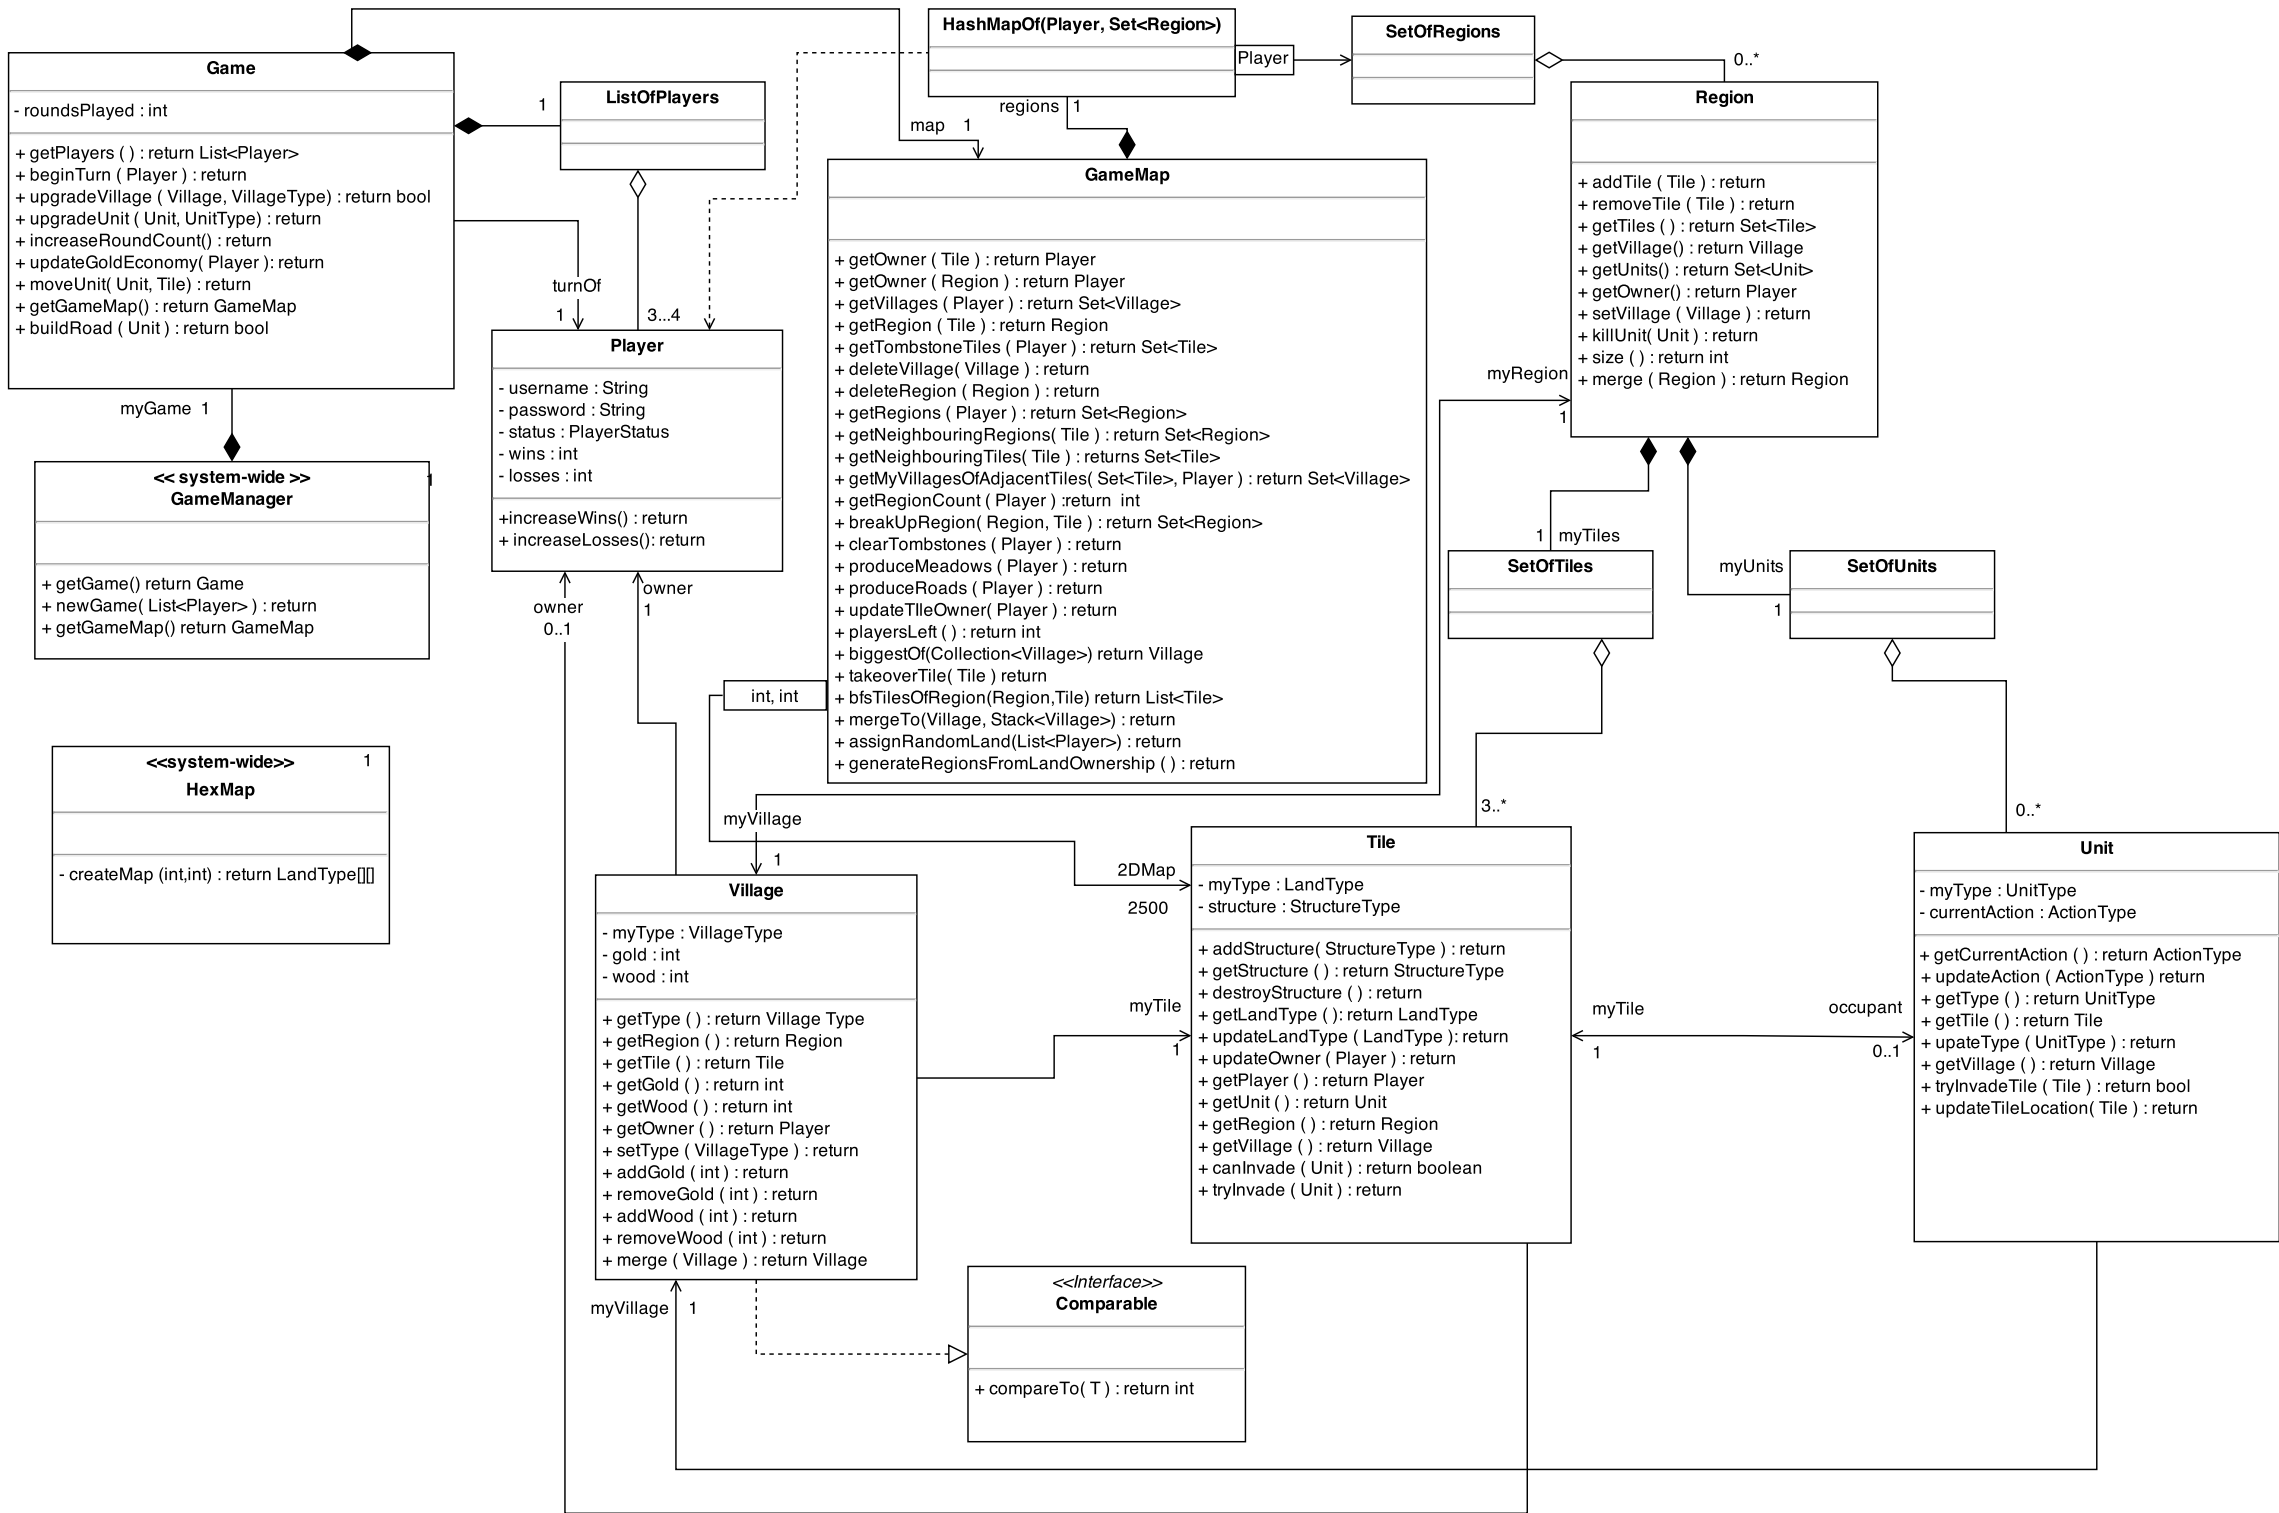 Game
- roundsPlayed : int
+ getPlayers ( ) : return List<Player>
+ beginTurn ( Player ) : return
+ upgradeVillage ( Village, VillageType) : return bool
+ upgradeUnit ( Unit, UnitType) : return
+ increaseRoundCount() : return
+ updateGoldEconomy( Player ): return
+ moveUnit( Unit, Tile) : return
+ getGameMap() : return GameMap
+ buildRoad ( Unit ) : return bool
myGame 1
<< system-wide >>
GameManager
1
+ getGame() return Game
+ newGame( List<Player> ) : return
+ getGameMap() return GameMap
<<system-wide>>
1
HexMap
- createMap (int,int) : return LandType[][]
1
ListOfPlayers
turnOf
1
3...4
Player
- username : String
- password : String
- status : PlayerStatus
- wins : int
- losses : int
+increaseWins() : return
+ increaseLosses(): return
owner
0..1
owner
1
HashMapOf(Player, Set<Region>)
Player
regions 1
map 1
GameMap
+ getOwner ( Tile ) : return Player
+ getOwner ( Region ) : return Player
+ getVillages ( Player ) : return Set<Village>
+ getRegion ( Tile ) : return Region
+ getTombstoneTiles ( Player ) : return Set<Tile>
+ deleteVillage( Village ) : return
+ deleteRegion ( Region ) : return
+ getRegions ( Player ) : return Set<Region>
+ getNeighbouringRegions( Tile ) : return Set<Region>
+ getNeighbouringTiles( Tile ) : returns Set<Tile>
+ getMyVillagesOfAdjacentTiles( Set<Tile>, Player ) : return Set<Village>
+ getRegionCount ( Player ) :return int
+ breakUpRegion( Region, Tile ) : return Set<Region>
+ clearTombstones ( Player ) : return
+ produceMeadows ( Player ) : return
+ produceRoads ( Player ) : return
+ updateTIleOwner( Player ) : return
+ playersLeft ( ) : return int
+ biggestOf(Collection<Village>) return Village
+ takeoverTile( Tile ) return
+ bfsTilesOfRegion(Region,Tile) return List<Tile>
+ mergeTo(Village, Stack<Village>) : return
+ assignRandomLand(List<Player>) : return
+ generateRegionsFromLandOwnership ( ) : return
int, int
SetOfRegions
0..*
Region
+ addTile ( Tile ) : return
+ removeTile ( Tile ) : return
+ getTiles ( ) : return Set<Tile>
+ getVillage() : return Village
+ getUnits() : return Set<Unit>
+ getOwner() : return Player
+ setVillage ( Village ) : return
+ killUnit( Unit ) : return
+ size ( ) : return int
+ merge ( Region ) : return Region
myRegion
1
1 myTiles
SetOfTiles
myUnits
1
SetOfUnits
3..*
0..*
myVillage
1
Village
- myType : VillageType
- gold : int
- wood : int
+ getType ( ) : return Village Type
+ getRegion ( ) : return Region
+ getTile ( ) : return Tile
+ getGold ( ) : return int
+ getWood ( ) : return int
+ getOwner ( ) : return Player
+ setType ( VillageType ) : return
+ addGold ( int ) : return
+ removeGold ( int ) : return
+ addWood ( int ) : return
+ removeWood ( int ) : return
+ merge ( Village ) : return Village
myVillage 1
2DMap
2500
myTile
1
Tile
- myType : LandType
- structure : StructureType
+ addStructure( StructureType ) : return
+ getStructure ( ) : return StructureType
+ destroyStructure ( ) : return
+ getLandType ( ): return LandType
+ updateLandType ( LandType ): return
+ updateOwner ( Player ) : return
+ getPlayer ( ) : return Player
+ getUnit ( ) : return Unit
+ getRegion ( ) : return Region
+ getVillage ( ) : return Village
+ canInvade ( Unit ) : return boolean
+ tryInvade ( Unit ) : return
myTile
1
occupant
0..1
Unit
- myType : UnitType
- currentAction : ActionType
+ getCurrentAction ( ) : return ActionType
+ updateAction ( ActionType ) return
+ getType ( ) : return UnitType
+ getTile ( ) : return Tile
+ upateType ( UnitType ) : return
+ getVillage ( ) : return Village
+ tryInvadeTile ( Tile ) : return bool
+ updateTileLocation( Tile ) : return
<<Interface>>
Comparable
+ compareTo( T ) : return int